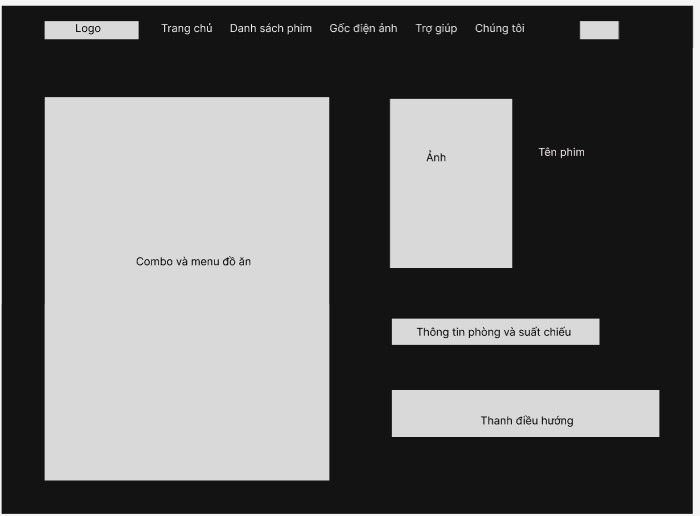 Logo
Trang chủ
Danh sách phim
Gốc điện ảnh
Trợ giúp
Chúng tôi
Ảnh
Tên phim
Combo và menu đồ ăn
Thông tin phòng và suất chiếu
Thanh điều hướng